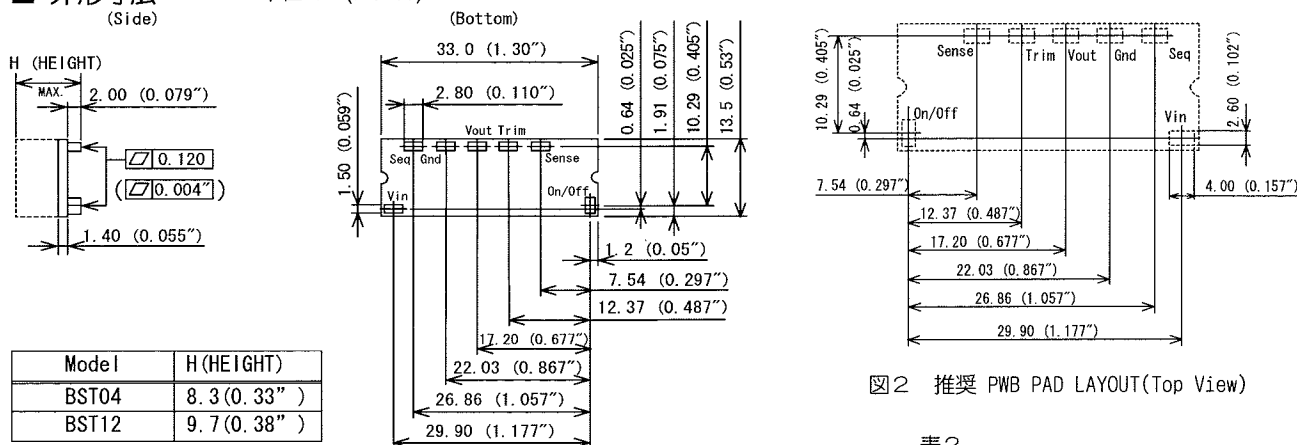 (Side)
H (HEIGHT)
MAX.
2.00 (0.079″)
0.120
(0.004″)
1.40 (0.055″)
Model H(HEIGHT)
BST04 8.3(0.33” )
BST12 9.7(0.38” )
(Bottom)
33.0 (1.30″)
2.80 (0.110″)
1.50 (0.059″)
0.64 (0.025″)
1.91 (0.075″)
10.29 (0.405″)
13.5 (0.53″)
Vout Trim
Seq Gnd
Sense
Vin
On/Off
1.2 (0.05″)
7.54 (0.297″)
12.37 (0.487″)
17.20 (0.677″)
22.03 (0.867″)
26.86 (1.057″)
29.90 (1.177″)
10.29 (0.405″)
0.64 (0.025″)
Sense Trim Vout Gnd Seq
On/Off
Vin
2.60 (0.102″)
7.54 (0.297″)
4.00 (0.157″)
12.37 (0.487″)
17.20 (0.677″)
22.03 (0.867″)
26.86 (1.057″)
29.90 (1.177″)
図2 推奨 PWB PAD LAYOUT(Top View)